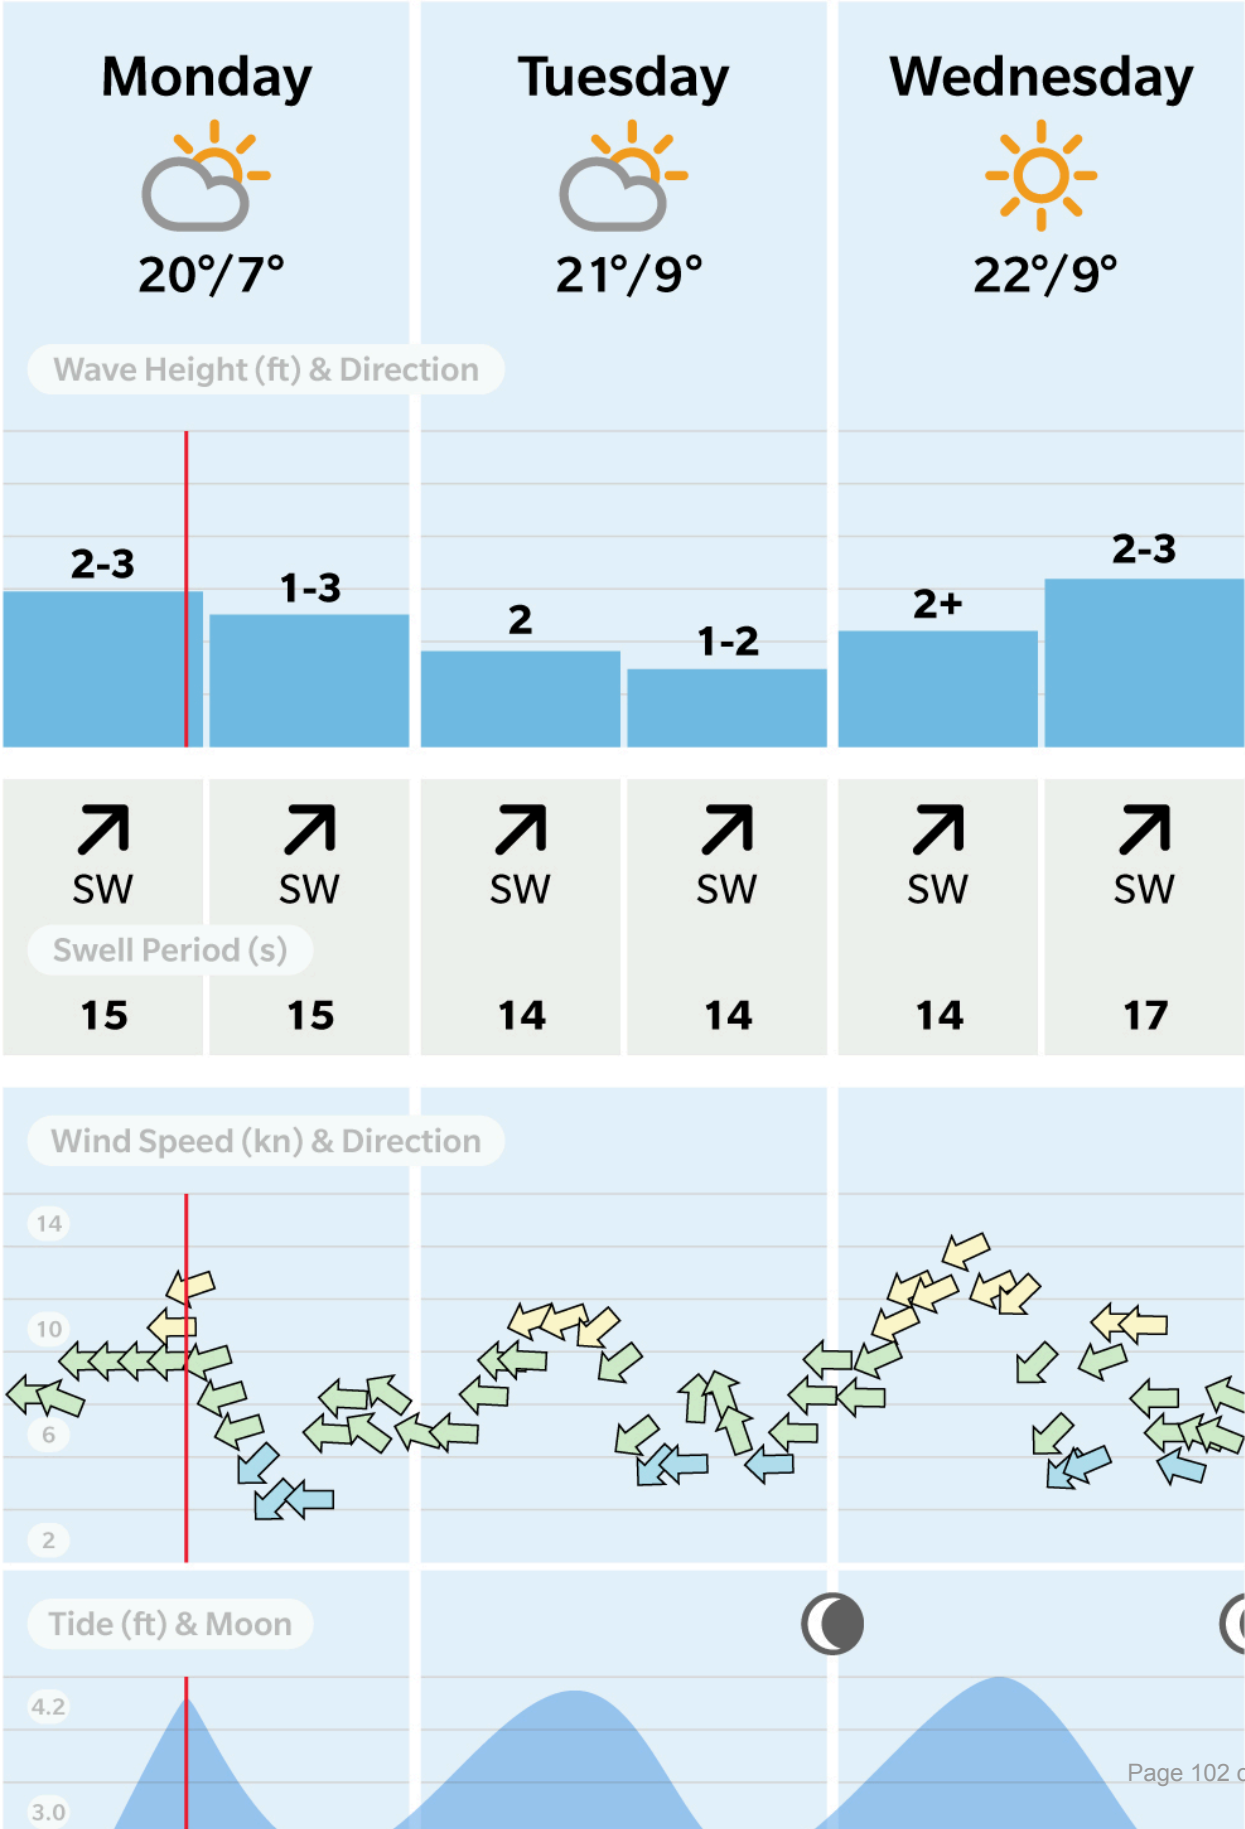 Monday Tuesday Wednesday
20°/7° 21°/9° 22°/9°
Wave Height (ft) & Direction
2-3 1-3 2 1-2 2+ 2-3
SW SW SW SW SW SW
Swell Period (s)
15 15 14 14 14 17
Wind Speed (kn) & Direction
14
10
6
2
Tide (ft) & Moon
4.2
Page 102
3.0